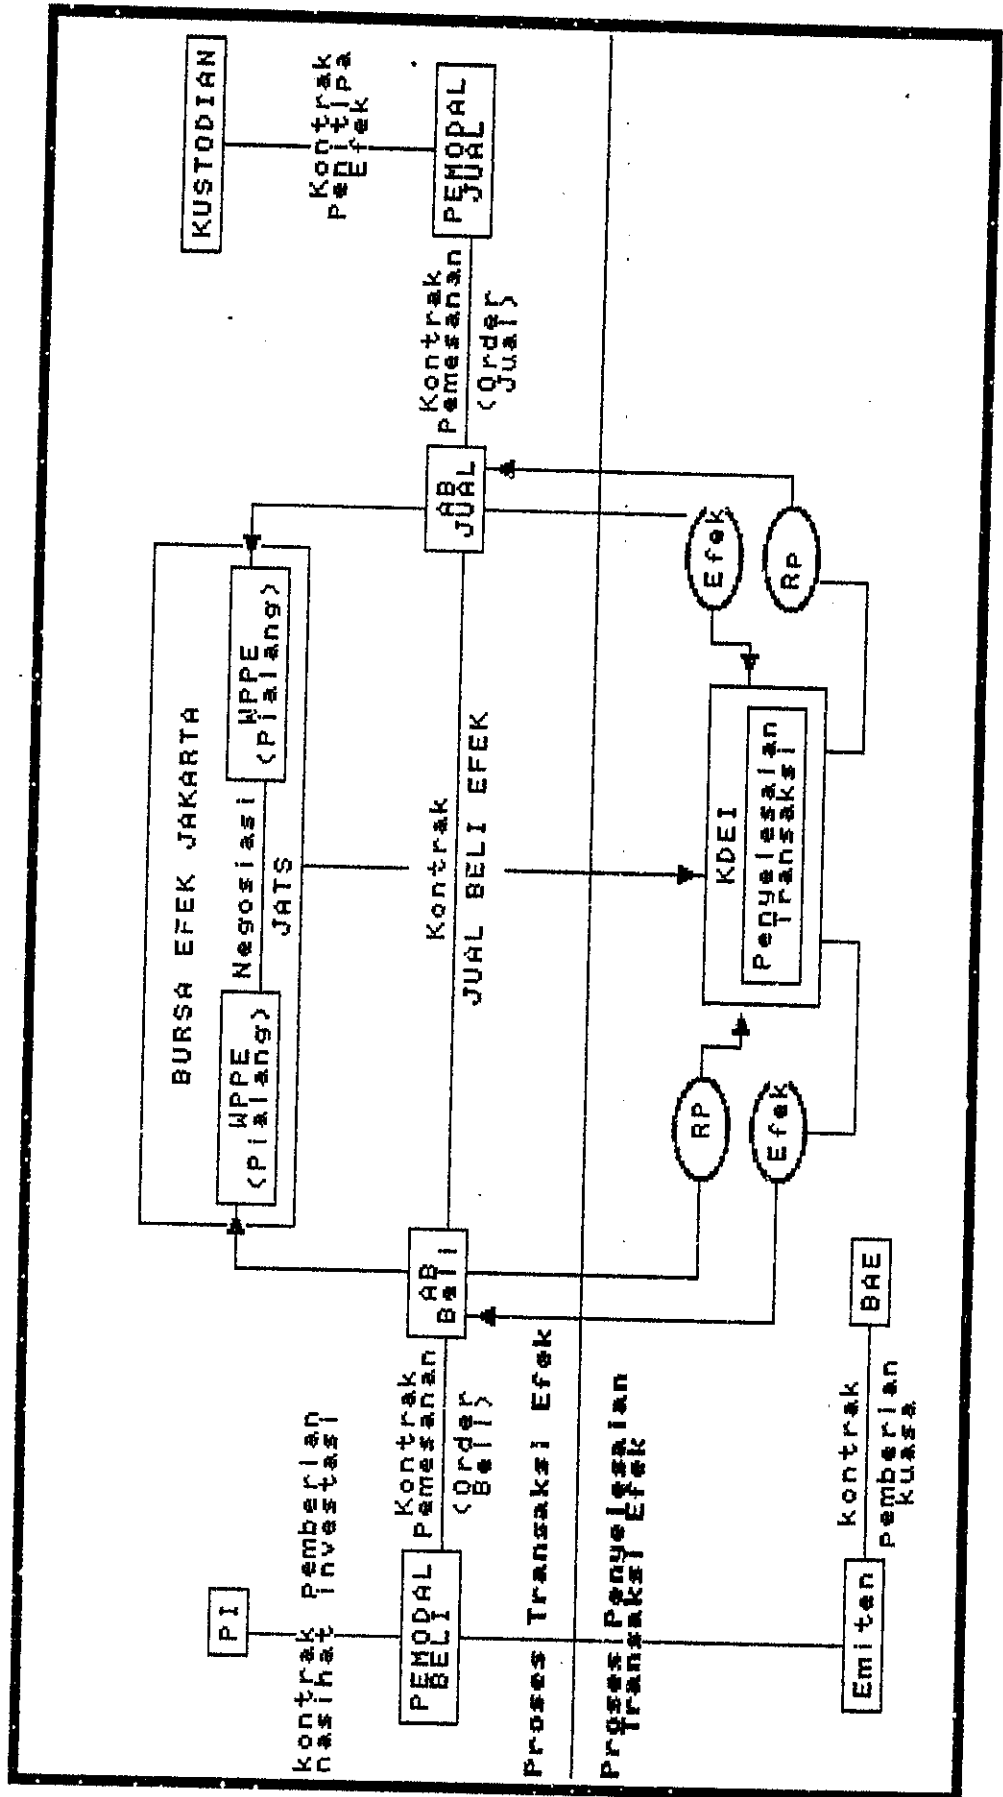 KUSTODIAN
Kontrak
Penitipa
Efek
PEMODAL
JUAL
Kontrak
Pemesanan
(Order
Jual)
AB
JUAL
BURSA EFEK JAKARTA
WPPE
(Pialang)
Negosiasi
JATS
WPPE
(Pialang)
Kontrak
JUAL BELI EFEK
AB
Beli
Kontrak
Pemesanan
(Order
Beli)
PI
kontrak Pemberian
nasihat investasi
PEMODAL
BELI
Proses Transaksi Efek
Proses Penyelesaian
Transaksi Efek
Efek
RP
KDEI
Penyelesaian
Transaksi
RP
Efek
BAE
kontrak
pemberian
kuasa
Emiten